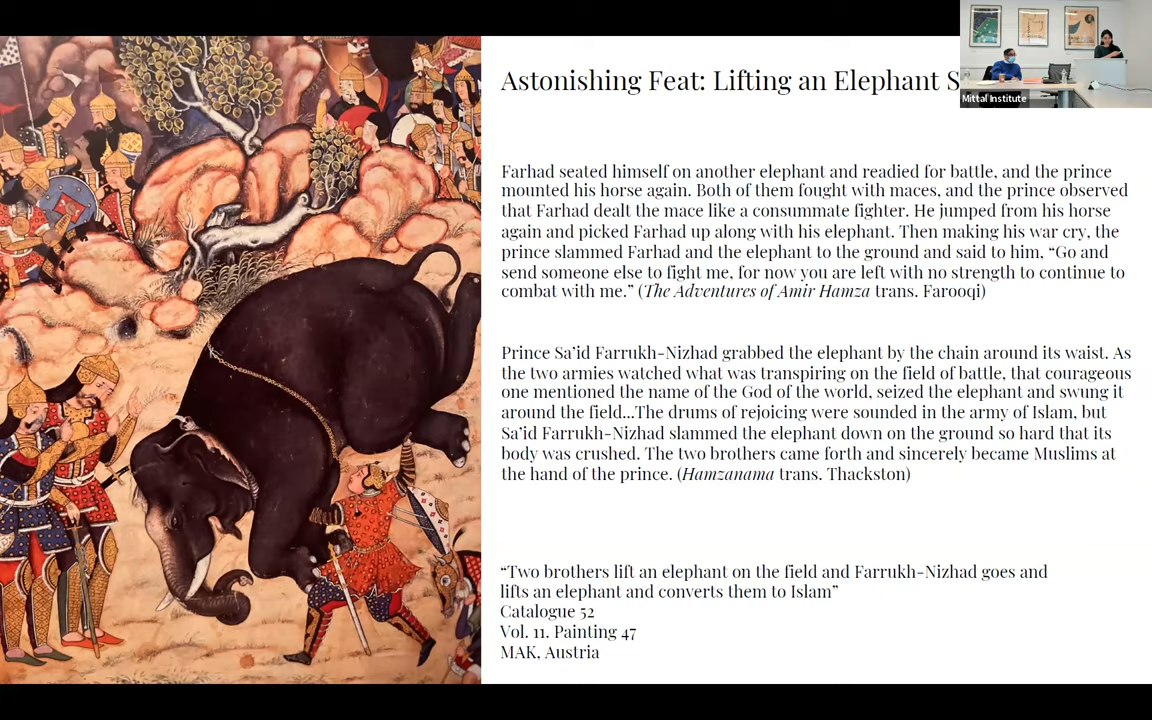 Astonishing Feat: Lifting an Elephant S
Mittal Institute
Farhad seated himself on another elephant and readied for battle, and the prince
mounted his horse again. Both of them fought with maces, and the prince observed
that Farhad dealt the mace like a consummate fighter. He jumped from his horse
again and picked Farhad up along with his elephant. Then making his war cry, the
prince slammed Farhad and the elephant to the ground and said to him, “Go and
send someone else to fight me, for now you are left with no strength to continue to
combat with me.” (The Adventures of Amir Hamza trans. Farooqi)
Prince Sa’id Farrukh-Nizhad grabbed the elephant by the chain around its waist. As
the two armies watched what was transpiring on the field of battle, that courageous
one mentioned the name of the God of the world, seized the elephant and swung it
around the field...The drums of rejoicing were sounded in the army of Islam, but
Sa’id Farrukh-Nizhad slammed the elephant down on the ground so hard that its
body was crushed. The two brothers came forth and sincerely became Muslims at
the hand of the prince. (Hamzanama trans. Thackston)
“Two brothers lift an elephant on the field and Farrukh-Nizhad goes and
lifts an elephant and converts them to Islam”
Catalogue 52
Vol. 11. Painting 47
MAK, Austria